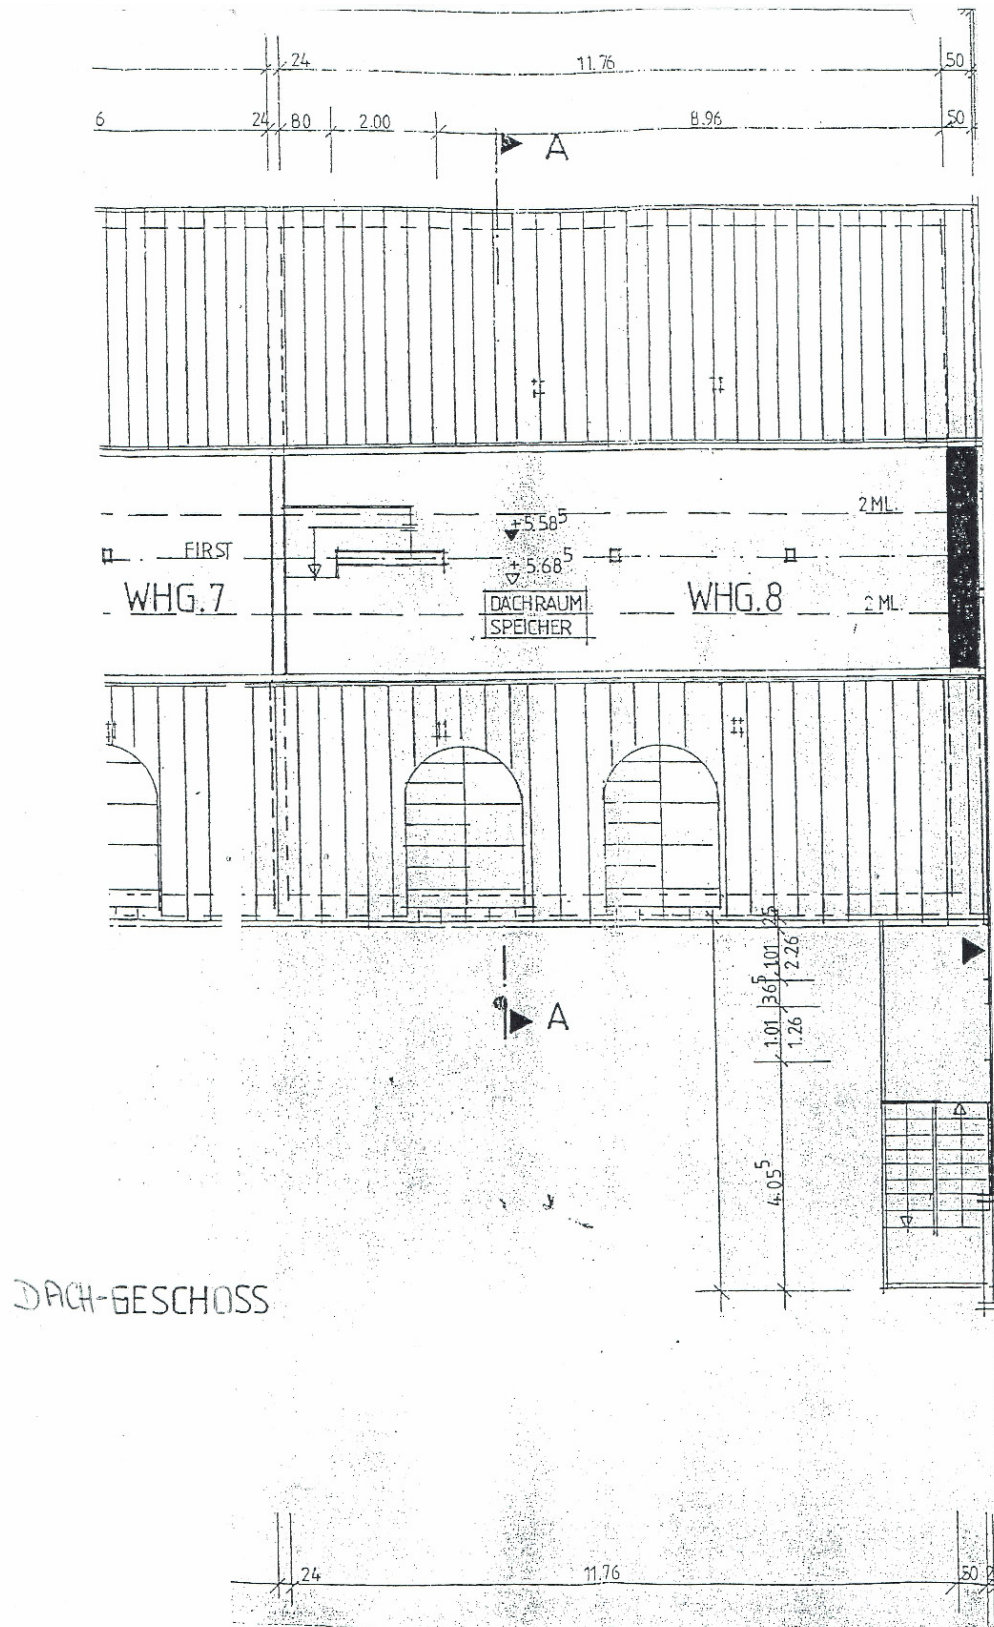 24 11.76 50
6 24 80 2.00 8.96 50
A
2 ML.
+5.58⁵
FIRST
+5.68⁵
WHG.7
DACHRAUM
SPEICHER
WHG.8
2 ML.
25
1.01 2.26
36⁵
1.01 1.26
A
4.05⁵
DACH-GESCHOSS
24 11.76 50